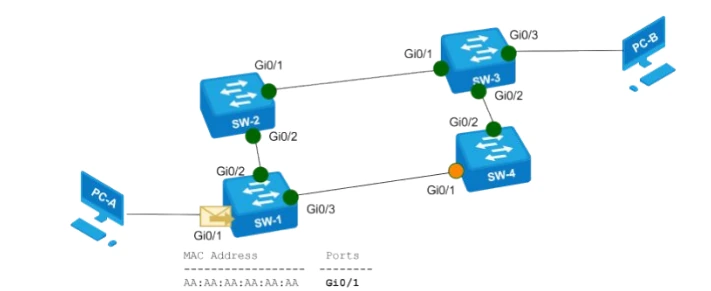 Gi0/3
PC-B
Gi0/1
SW-3
Gi0/1
Gi0/2
SW-2
Gi0/2
Gi0/2
SW-4
Gi0/2
Gi0/1
PC-A
SW-1
Gi0/3
Gi0/1
MAC Address Ports
-------------------- --------
AA:AA:AA:AA:AA:AA Gi0/1